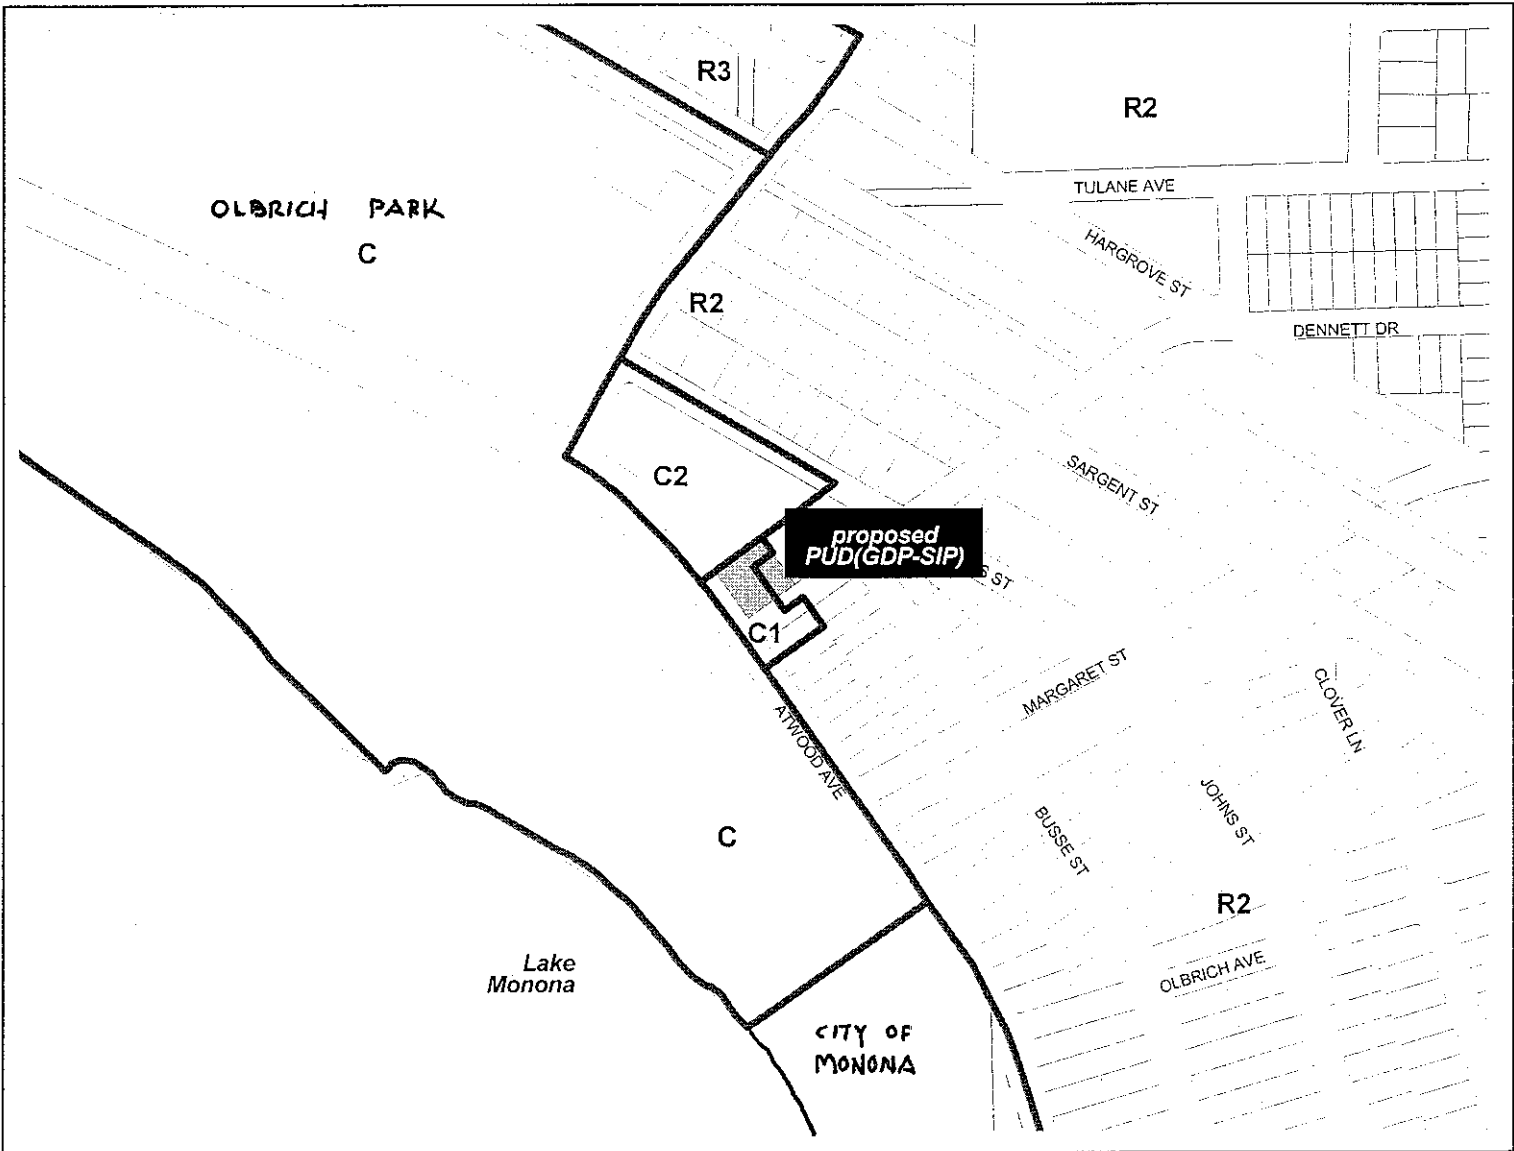 R3
R2
TULANE AVE
OLBRICH PARK
C
HARGROVE ST
R2
DENNETT DR
C2
SARGENT ST
proposed
PUD(GDP-SIP)
S ST
C1
MARGARET ST
CLOVER LN
ATWOOD AVE
JOHNS ST
BUSSE ST
C
R2
OLBRICH AVE
Lake
Monona
CITY OF
MONONA